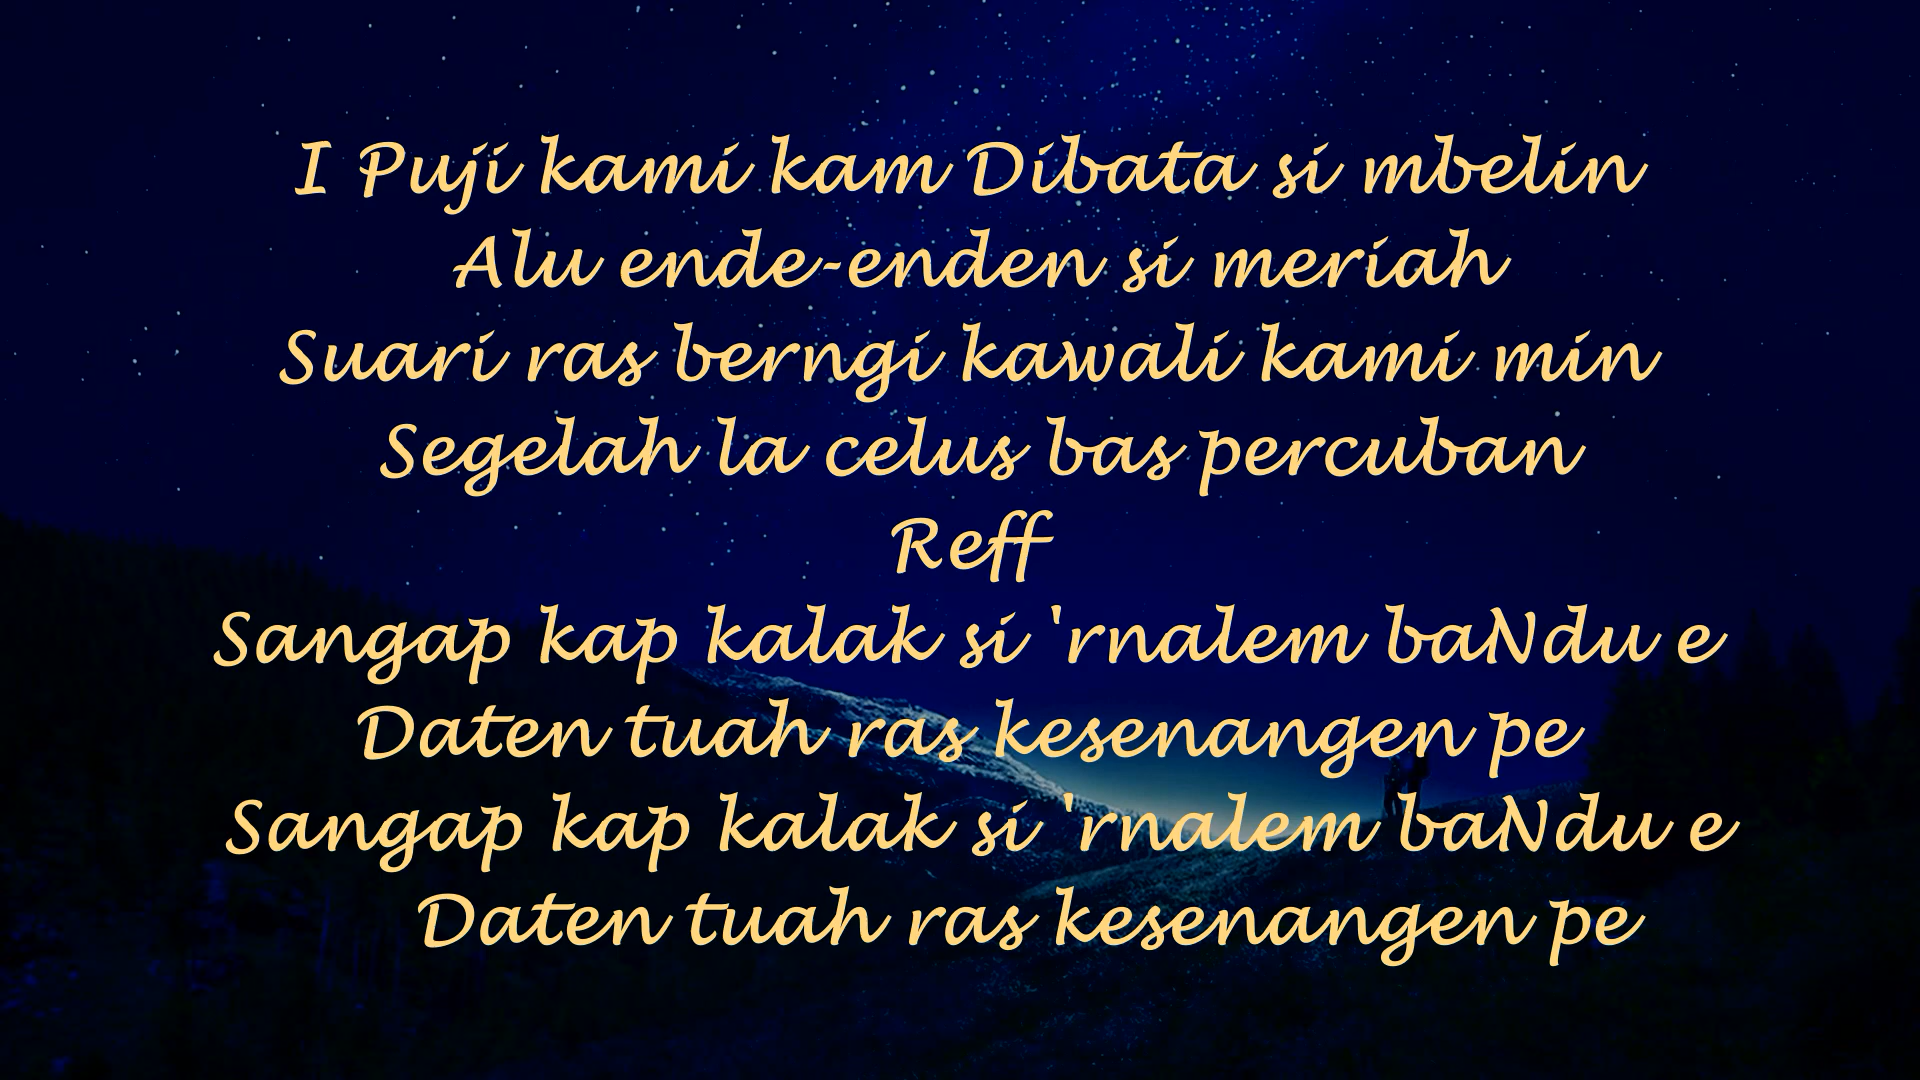 I Puji kami kam Dibata si mbelin
Alu ende-enden si meriah
Suari ras berngi kawali kami min
Segelah la celus bas percuban
Reff
Sangap kap kalak si 'rnalem baNdu e
Daten tuah ras kesenangen pe
Sangap kap kalak si 'rnalem baNdu e
Daten tuah ras kesenangen pe